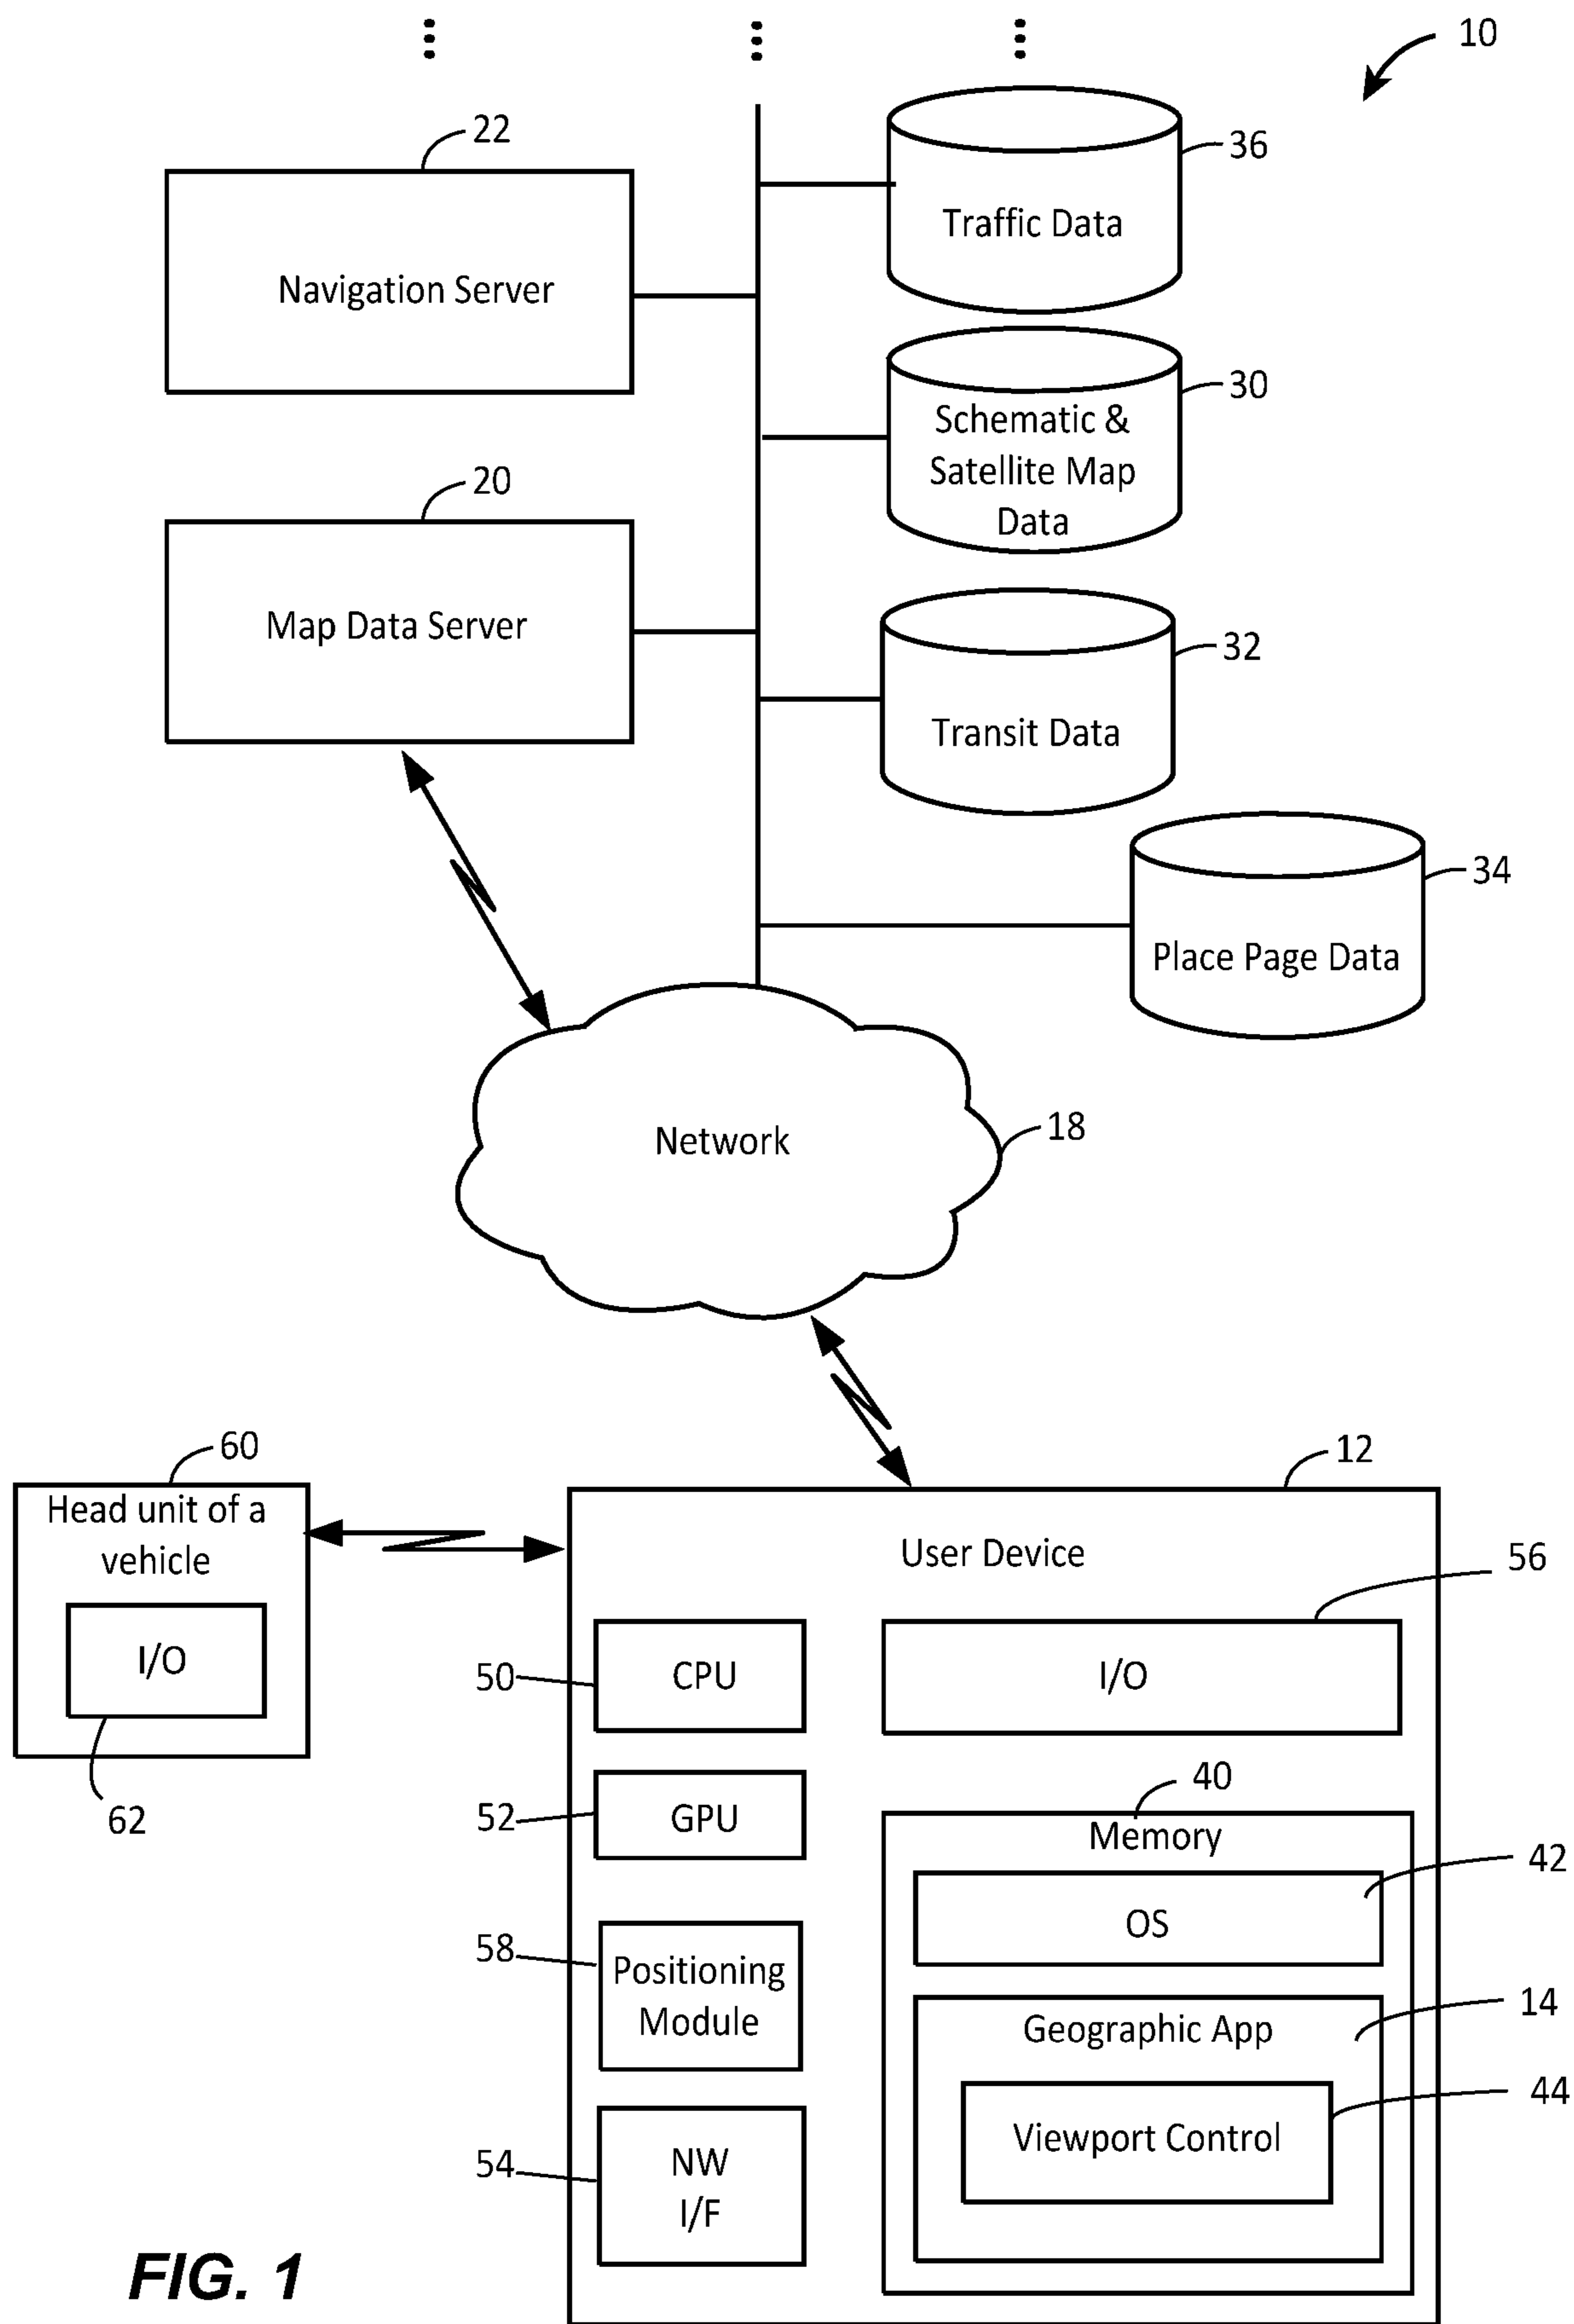 10
22
36
Navigation Server
Traffic Data
30
Schematic &
Satellite Map
Data
20
Map Data Server
32
Transit Data
34
Place Page Data
Network
18
60
Head unit of a
vehicle
I/O
62
12
User Device
56
50
CPU
I/O
52
GPU
40
Memory
42
OS
58
Positioning
Module
14
Geographic App
44
Viewport Control
54
NW
I/F
FIG. 1